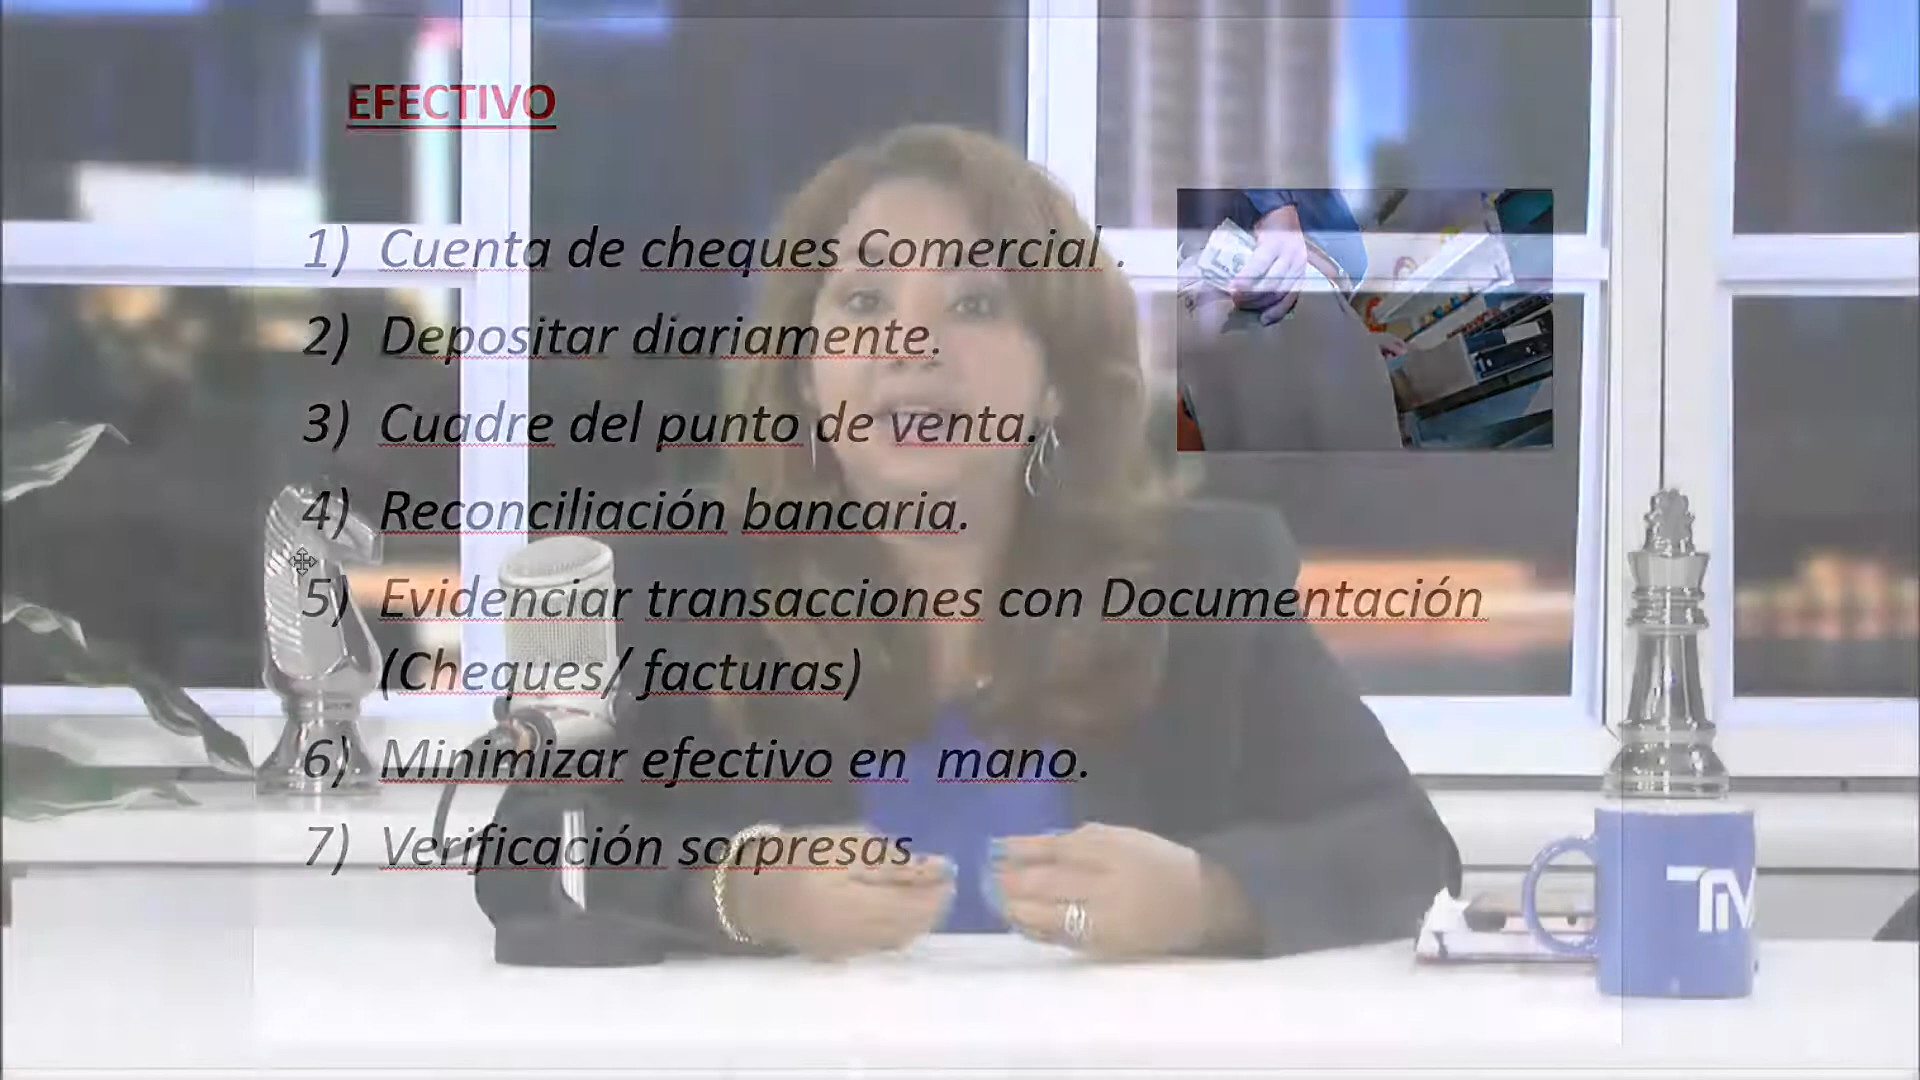 EFECTIVO
1) Cuenta de cheques Comercial .
2) Depositar diariamente.
3) Cuadre del punto de venta.
4) Reconciliación bancaria.
5) Evidenciar transacciones con Documentación
(Cheques/ facturas)
6) Minimizar efectivo en mano.
7) Verificación sorpresas.